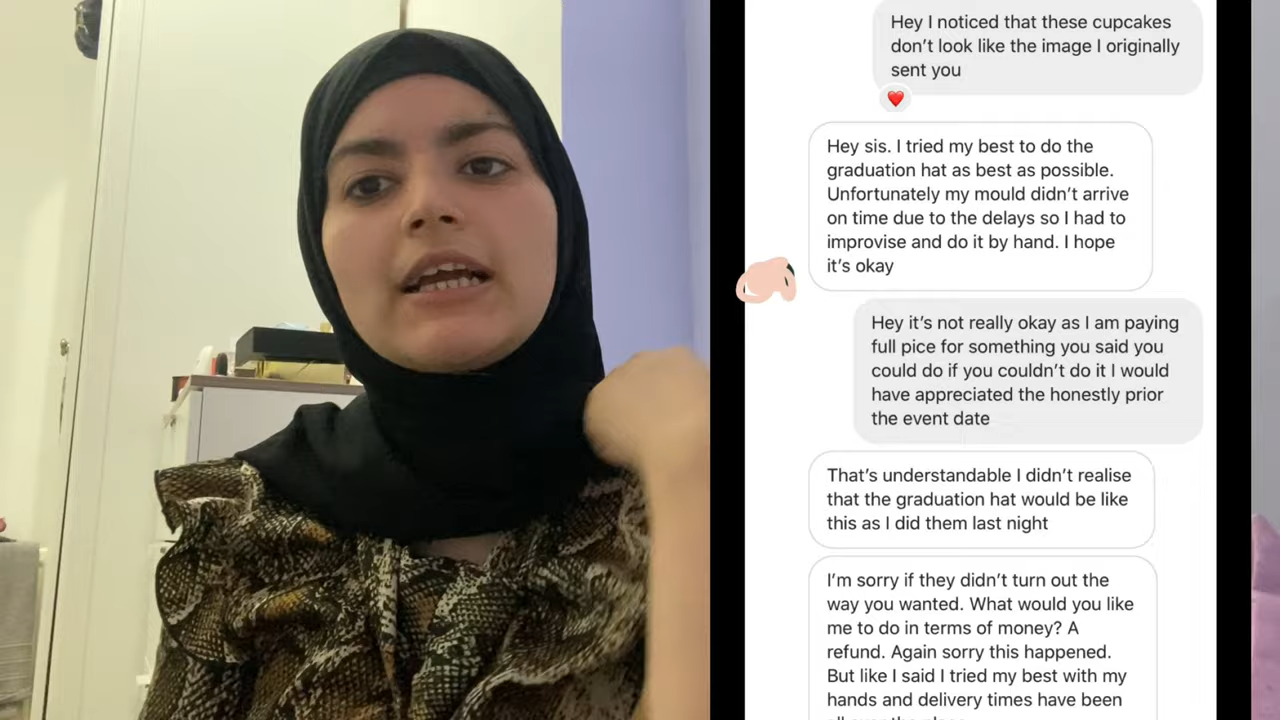 Hey I noticed that these cupcakes
don't look like the image I originally
sent you
Hey sis. I tried my best to do the
graduation hat as best as possible.
Unfortunately my mould didn't arrive
on time due to the delays so I had to
improvise and do it by hand. I hope
it's okay
Hey it's not really okay as I am paying
full pice for something you said you
could do if you couldn't do it I would
have appreciated the honestly prior
the event date
That's understandable I didn't realise
that the graduation hat would be like
this as I did them last night
I'm sorry if they didn't turn out the
way you wanted. What would you like
me to do in terms of money? A
refund. Again sorry this happened.
But like I said I tried my best with my
hands and delivery times have been